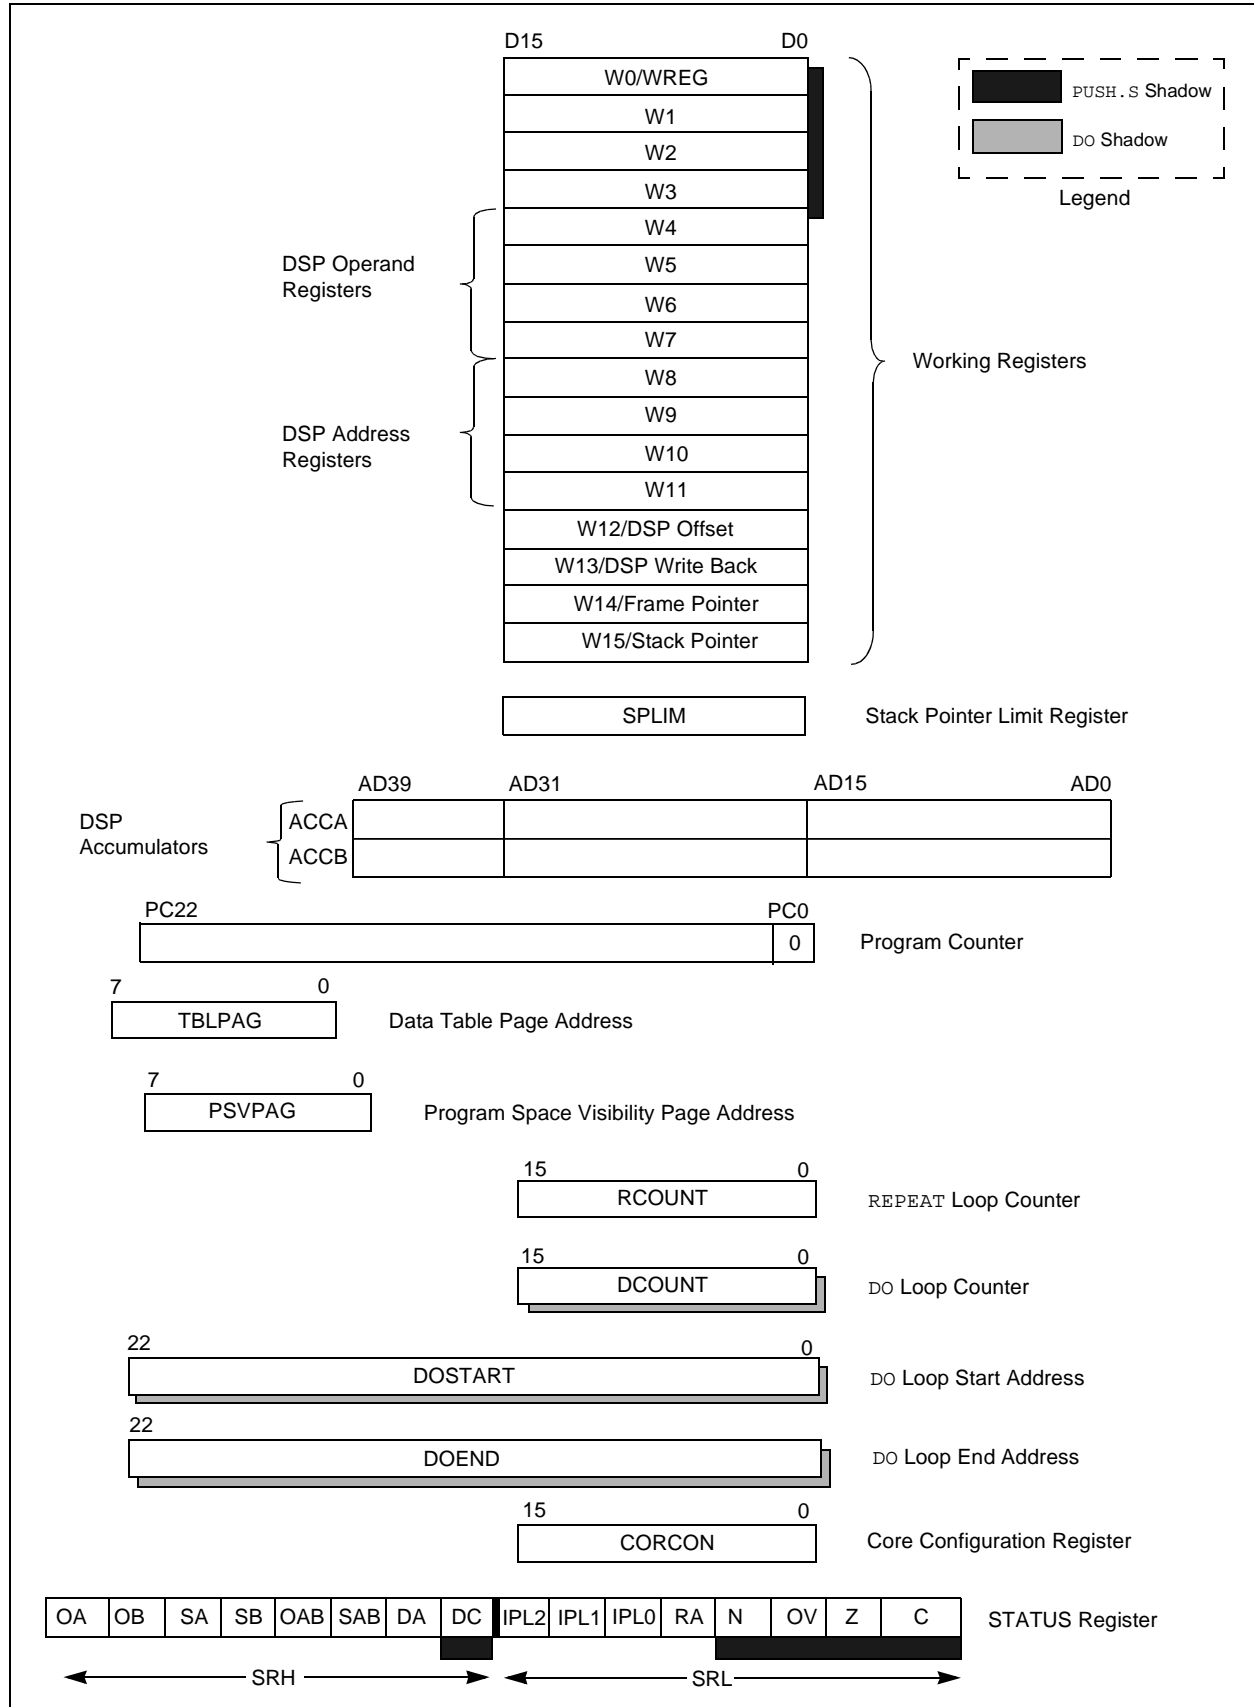 D15 D0
W0/WREG
PUSH.S Shadow
W1
DO Shadow
W2
W3
Legend
W4
DSP Operand
Registers
W5
W6
W7
Working Registers
W8
W9
DSP Address
Registers
W10
W11
W12/DSP Offset
W13/DSP Write Back
W14/Frame Pointer
W15/Stack Pointer
SPLIM Stack Pointer Limit Register
AD39 AD31 AD15 AD0
DSP
Accumulators
ACCA
ACCB
PC22 PC0
0 Program Counter
7 0
TBLPAG Data Table Page Address
7 0
PSVPAG Program Space Visibility Page Address
15 0
RCOUNT REPEAT Loop Counter
15 0
DCOUNT DO Loop Counter
22 0
DOSTART DO Loop Start Address
22
DOEND DO Loop End Address
15 0
CORCON Core Configuration Register
OA OB SA SB OAB SAB DA DC IPL2 IPL1 IPL0 RA N OV Z C STATUS Register
SRH SRL